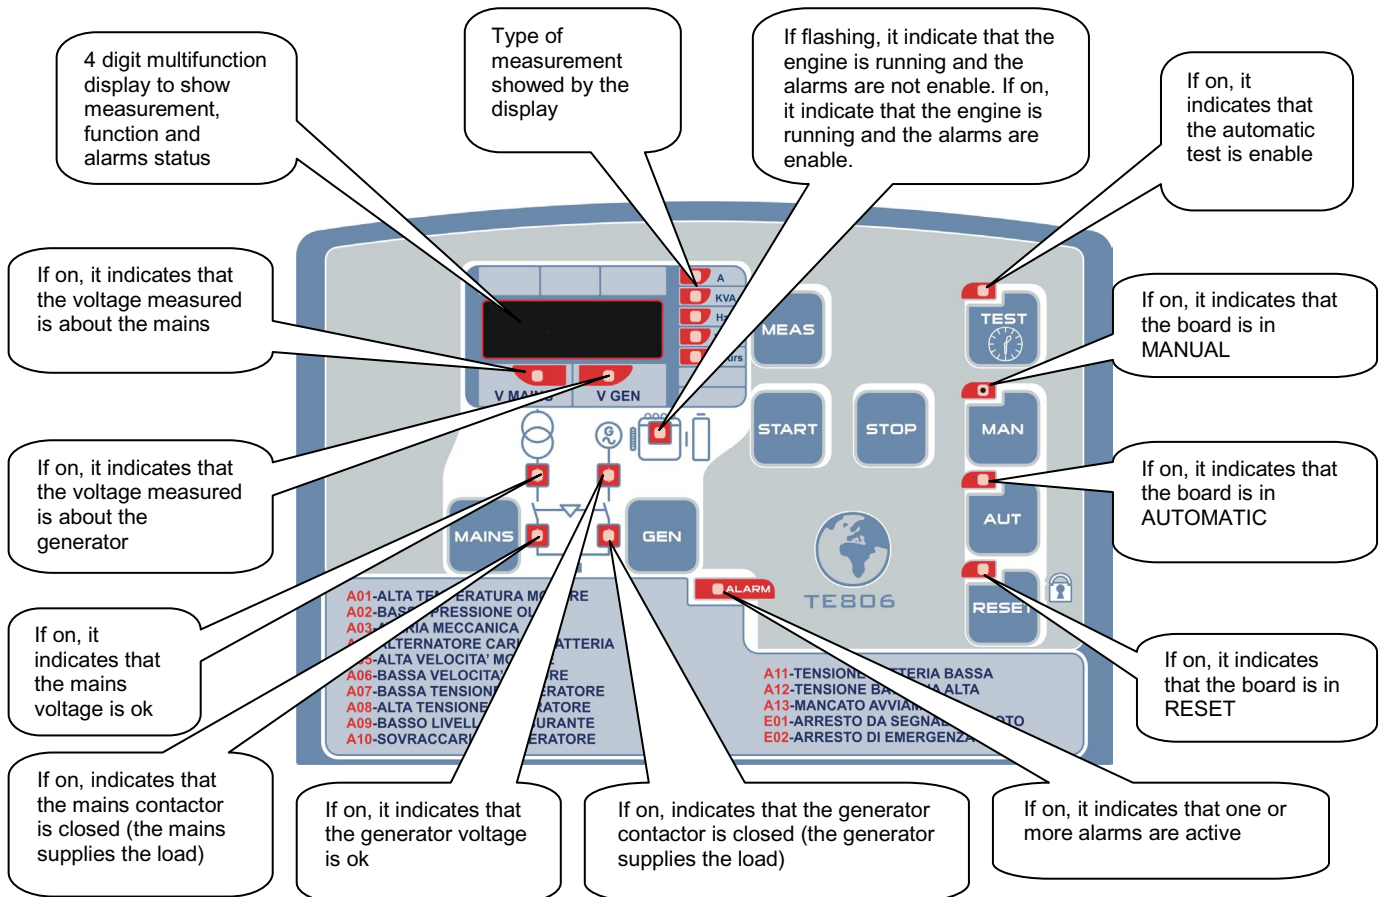 4 digit multifunction
display to show
measurement,
function and
alarms status
Type of
measurement
showed by the
display
If flashing, it indicate that the
engine is running and the
alarms are not enable. If on,
it indicate that the engine is
running and the alarms are
enable.
If on, it
indicates that
the automatic
test is enable
If on, it indicates that
the voltage measured
is about the mains
If on, it indicates that
the board is in
MANUAL
If on, it indicates that
the voltage measured
is about the
generator
If on, it indicates that
the board is in
AUTOMATIC
If on, it
indicates that
the mains
voltage is ok
If on, it indicates
that the board is in
RESET
If on, indicates that
the mains contactor
is closed (the mains
supplies the load)
If on, it indicates that
the generator voltage
is ok
If on, indicates that the generator
contactor is closed (the generator
supplies the load)
If on, it indicates that one or
more alarms are active
A
KVA
V MAINS
V GEN
MEAS
TEST
START
STOP
MAN
G
MAINS
GEN
AUT
ALARM
TE806
RESET
A01-ALTA TEMPERATURA
A02- PRESSIONE
A03- MECCANICA
ALTERNATORE
ALTA VELOCITA'
A06-BASSA VELOCITA'
A07-BASSA TENSIONE
A08-ALTA TENSIONE
A09-BASSO
A10-
A11-TENSIONE BASSA
A12-TENSIONE ALTA
A13-MANCATO
E01-ARRESTO DA
E02-ARRESTO DI EMERGENZA